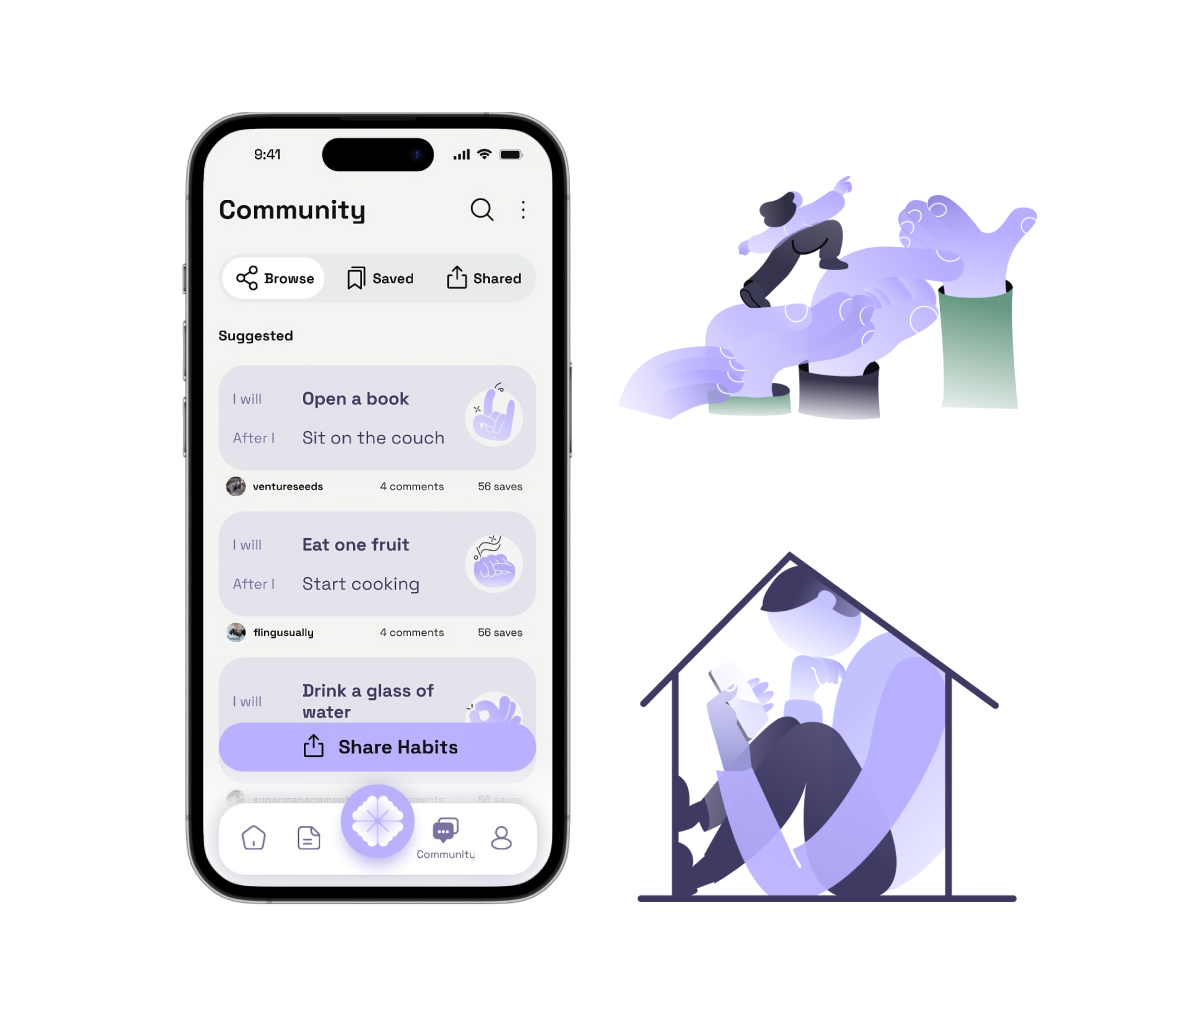 9:41
Community
Browse
Saved
Shared
Suggested
I will Open a book
After I Sit on the couch
ventureseeds 4 comments 56 saves
I will Eat one fruit
After I Start cooking
flingusually 4 comments 56 saves
I will Drink a glass of
water
Share Habits
56 saves
Community